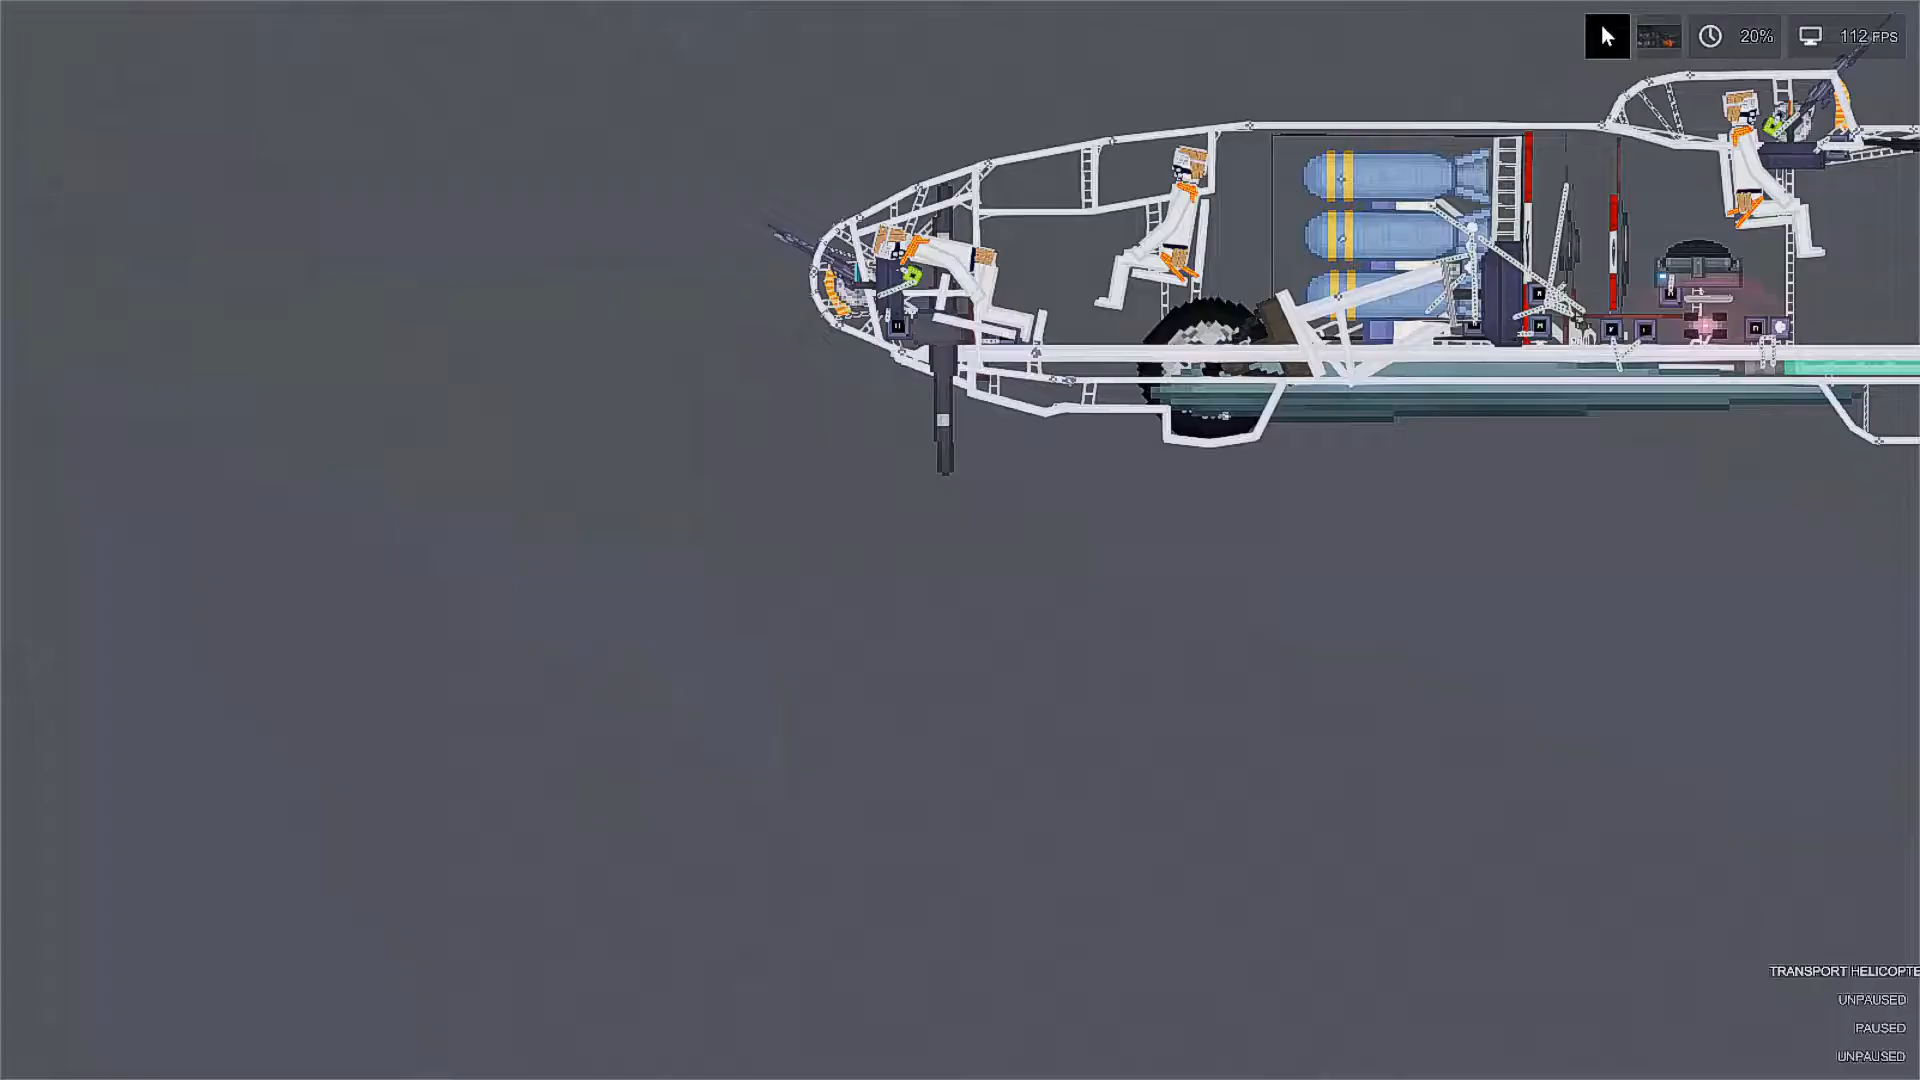 20%
112 FPS
TRANSPORT HELICOPTE
UNPAUSED
PAUSED
UNPAUSED